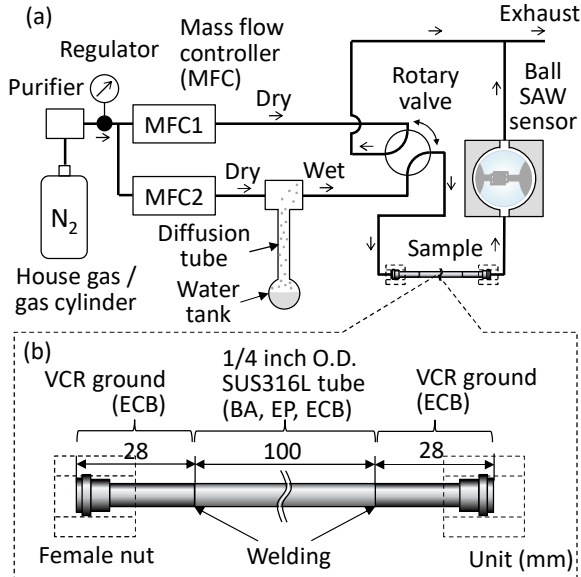 (a)
Regulator
Purifier
Mass flow
controller
(MFC)
Exhaust
Rotary
valve
Ball
SAW
sensor
MFC1
Dry
MFC2
Dry
Wet
N2
House gas /
gas cylinder
Diffusion
tube
Water
tank
Sample
(b)
VCR ground
(ECB)
1/4 inch O.D.
SUS316L tube
(BA, EP, ECB)
VCR ground
(ECB)
28
100
28
Female nut
Welding
Unit (mm)